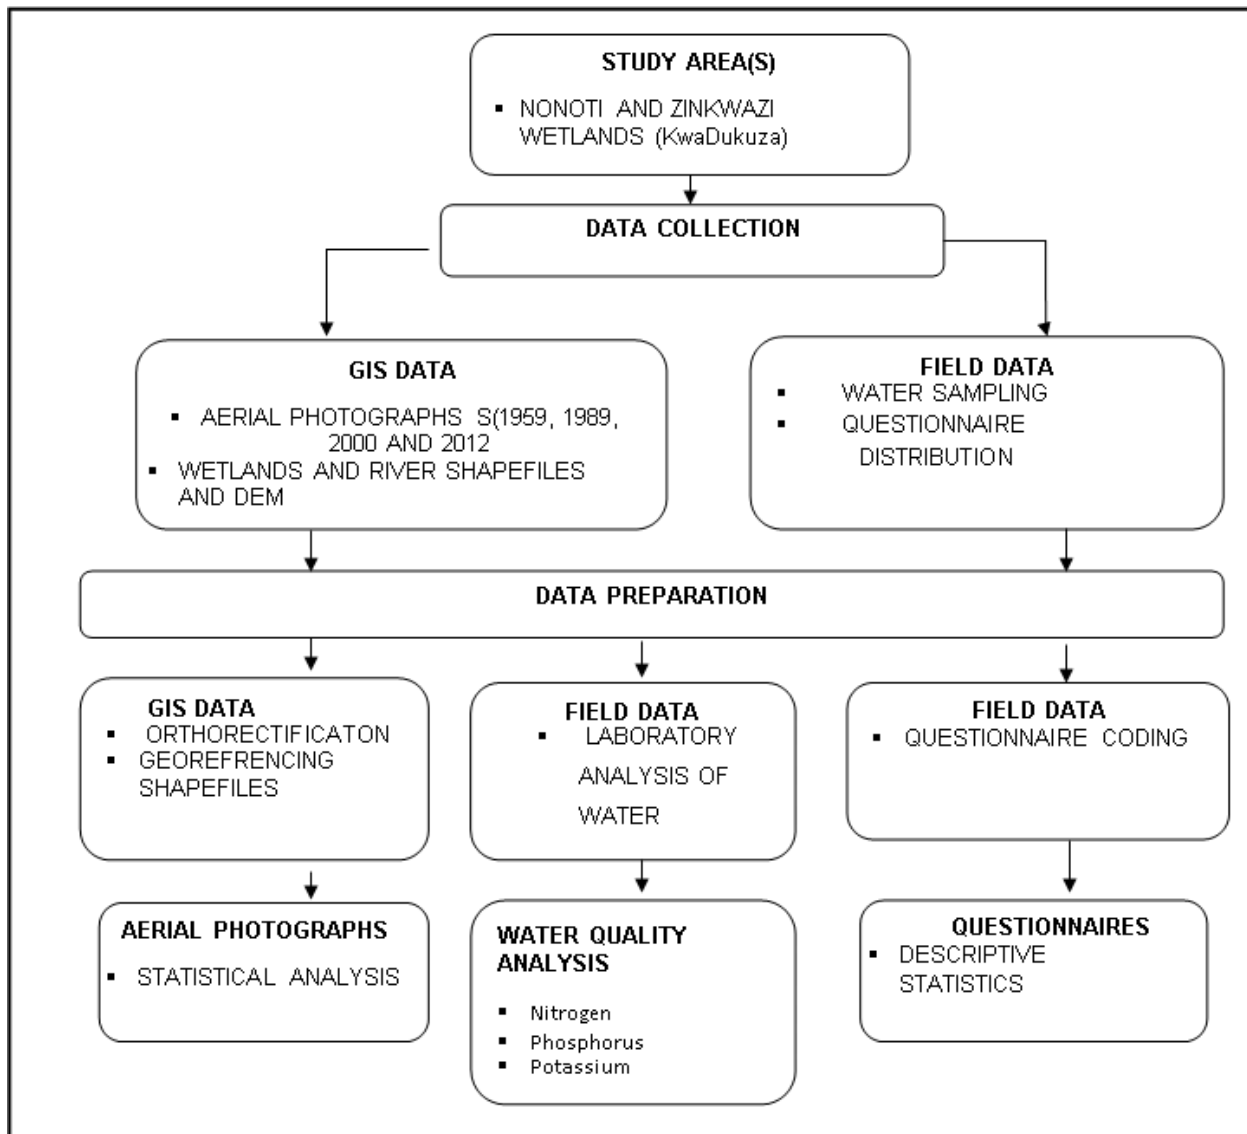 STUDY AREA(S)
▪ NONOTI AND ZINKWAZI
WETLANDS (KwaDukuza)
DATA COLLECTION
GIS DATA
▪ AERIAL PHOTOGRAPHS S(1959, 1989,
2000 AND 2012
▪ WETLANDS AND RIVER SHAPEFILES
AND DEM
FIELD DATA
▪ WATER SAMPLING
▪ QUESTIONNAIRE
DISTRIBUTION
DATA PREPARATION
GIS DATA
▪ ORTHORECTIFICATON
▪ GEOREFRENCING
SHAPEFILES
FIELD DATA
▪ LABORATORY
ANALYSIS OF
WATER
FIELD DATA
▪ QUESTIONNAIRE CODING
AERIAL PHOTOGRAPHS
▪ STATISTICAL ANALYSIS
WATER QUALITY
ANALYSIS
▪ Nitrogen
▪ Phosphorus
▪ Potassium
QUESTIONNAIRES
▪ DESCRIPTIVE
STATISTICS